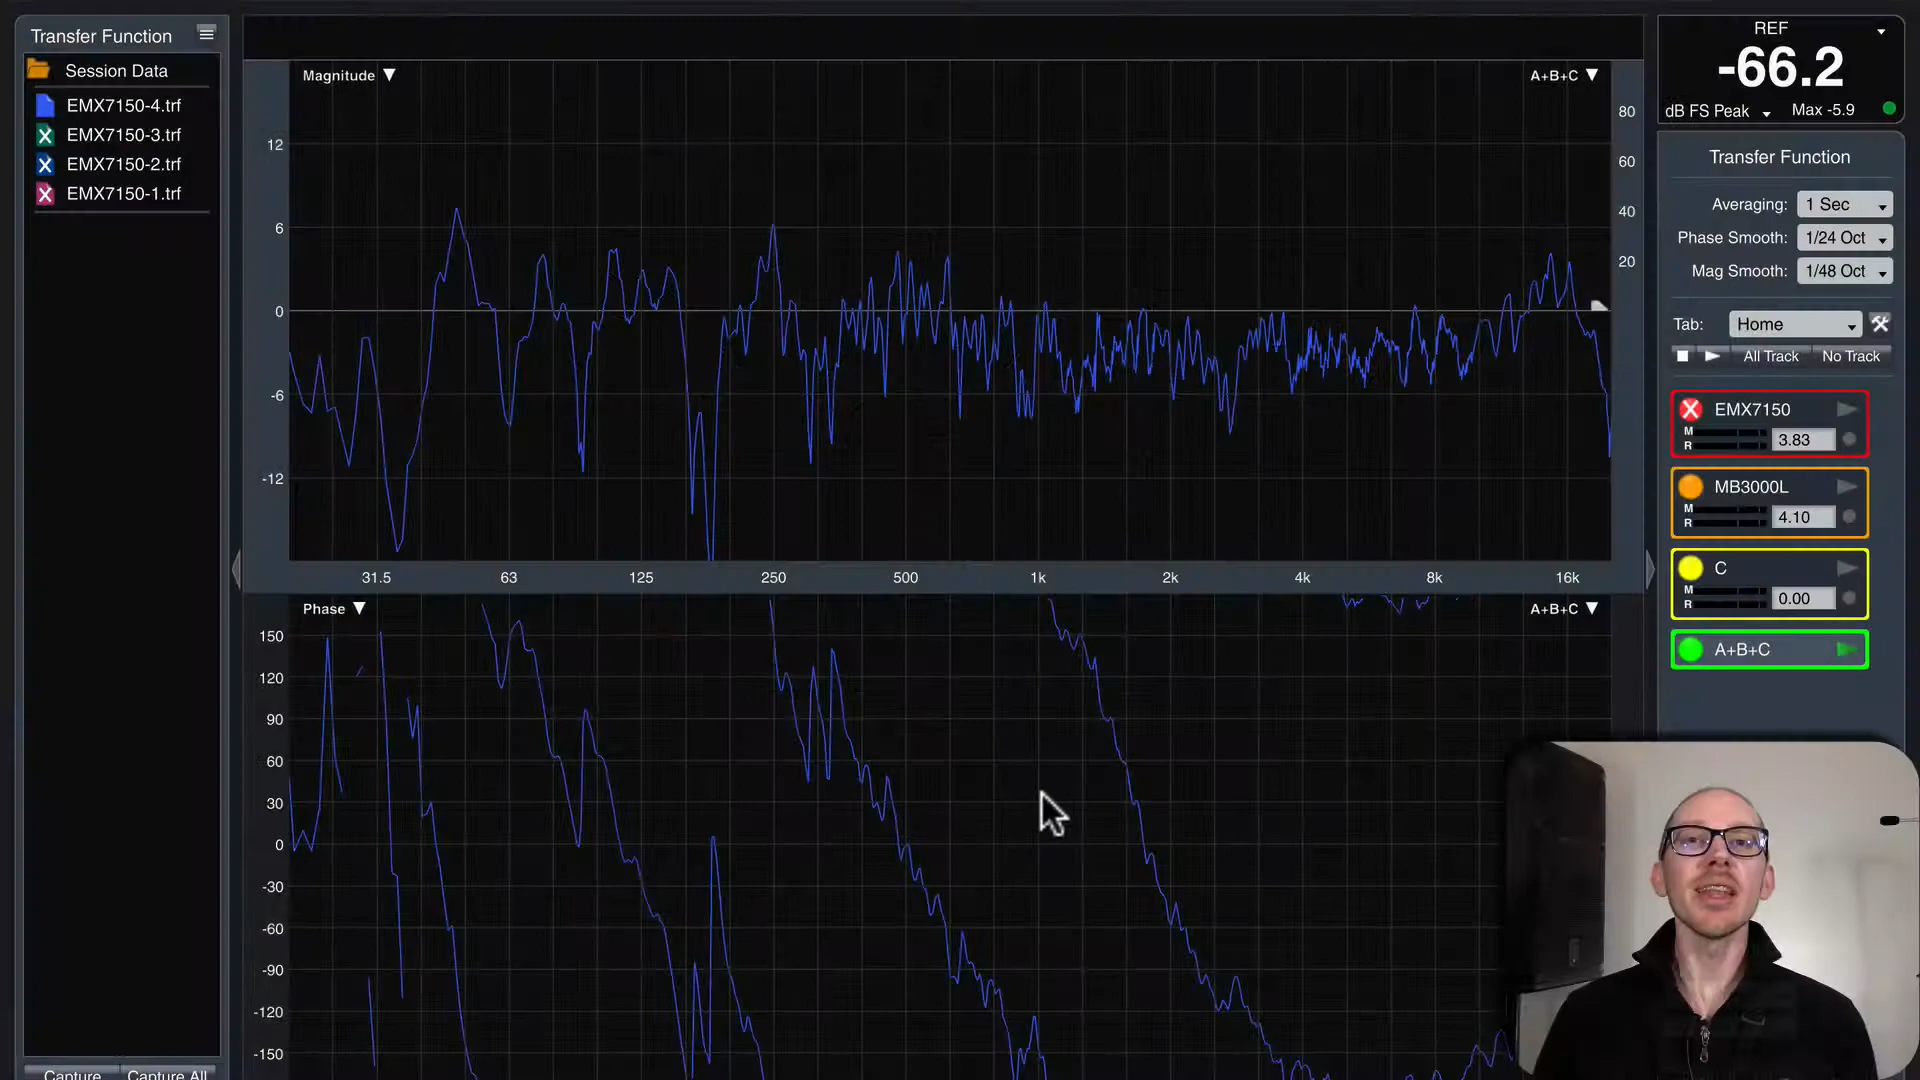 Transfer Function
Session Data
EMX7150-4.trf
EMX7150-3.trf
EMX7150-2.trf
EMX7150-1.trf
Capture
Capture All
Magnitude
A+B+C
12
6
0
-6
-12
80
60
40
20
31.5
63
125
250
500
1k
2k
4k
8k
16k
Phase
A+B+C
150
120
90
60
30
0
-30
-60
-90
-120
-150
REF
-66.2
dB FS Peak
Max -5.9
Transfer Function
Averaging: 1 Sec
Phase Smooth: 1/24 Oct
Mag Smooth: 1/48 Oct
Tab: Home
All Track
No Track
EMX7150
M
R
3.83
MB3000L
M
R
4.10
C
M
R
0.00
A+B+C